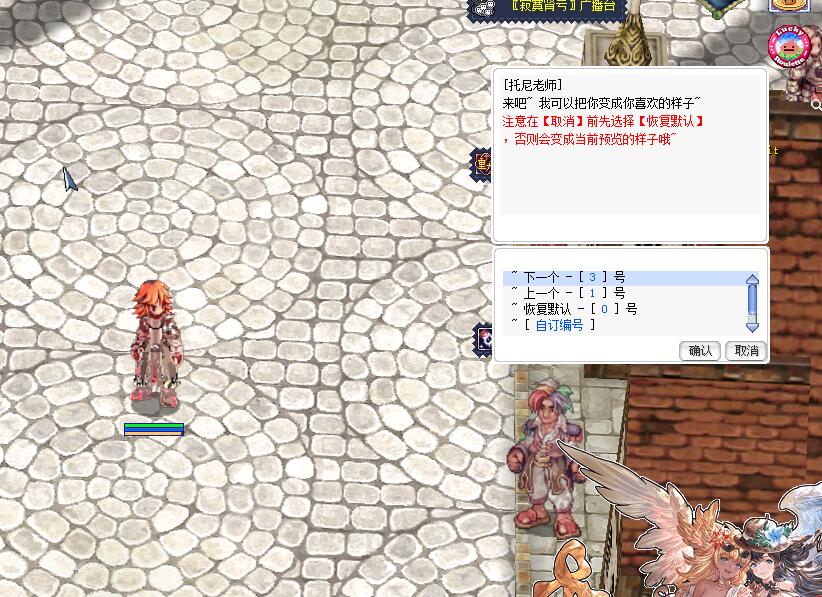 【寂寞宵号】广播台
Lucky
Roulette
[托尼老师]
来吧~ 我可以把你变成你喜欢的样子~
注意在【取消】前先选择【恢复默认】
，否则会变成当前预览的样子哦~
~ 下一个 - [ 3 ] 号
~ 上一个 - [ 1 ] 号
~ 恢复默认 - [ 0 ] 号
~ [ 自订编号 ]
确认 取消